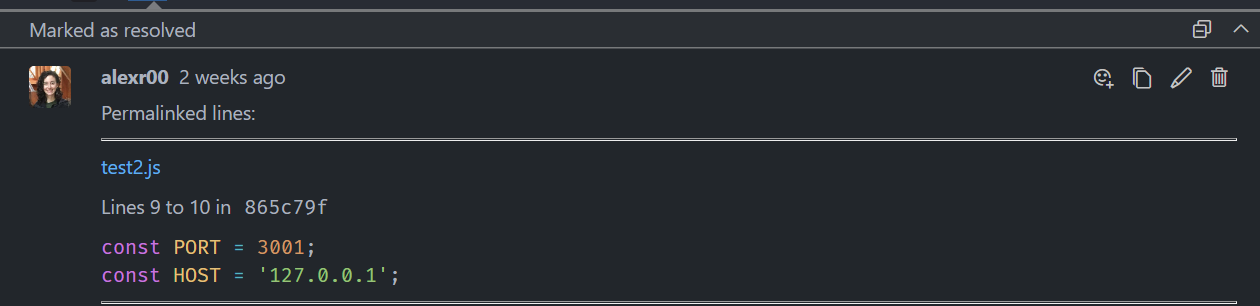 Marked as resolved
alexr00 2 weeks ago
Permalinked lines:
test2.js
Lines 9 to 10 in 865c79f
const PORT = 3001;
const HOST = '127.0.0.1';